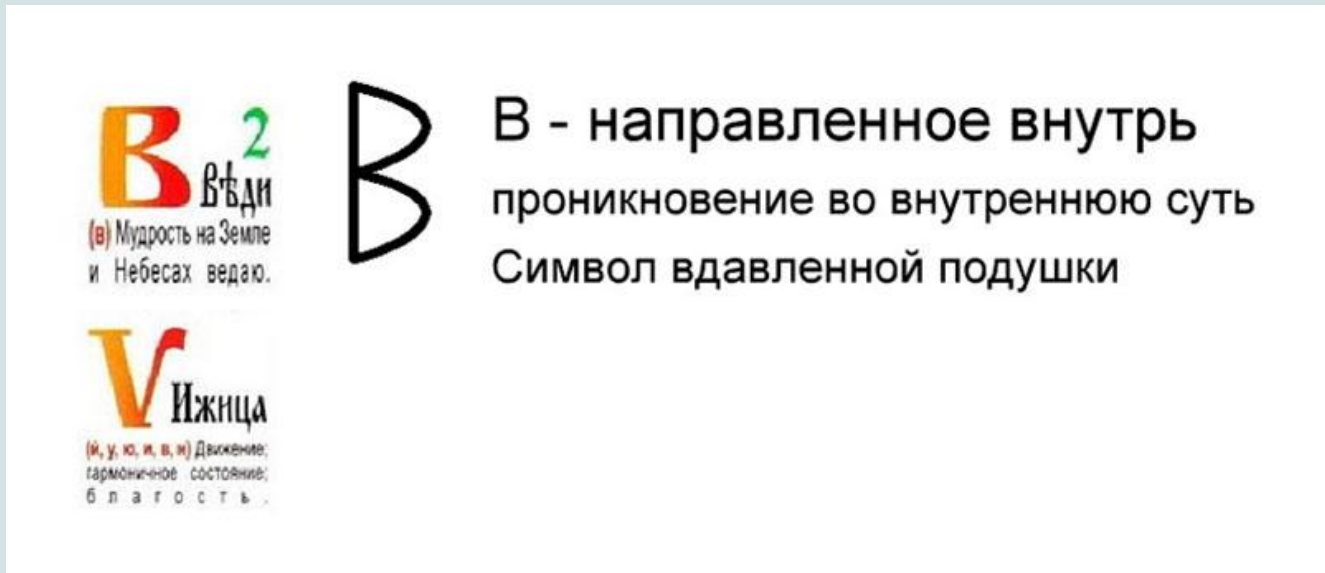 В
2
вѣди
(в) Мудрость на Земле
и Небесах ведаю.
В
В - направленное внутрь
проникновение во внутреннюю суть
Символ вдавленной подушки
Ѵ
Ижица
(й, у, ю, и, в, н) Движение;
гармоничное состояние;
благость.